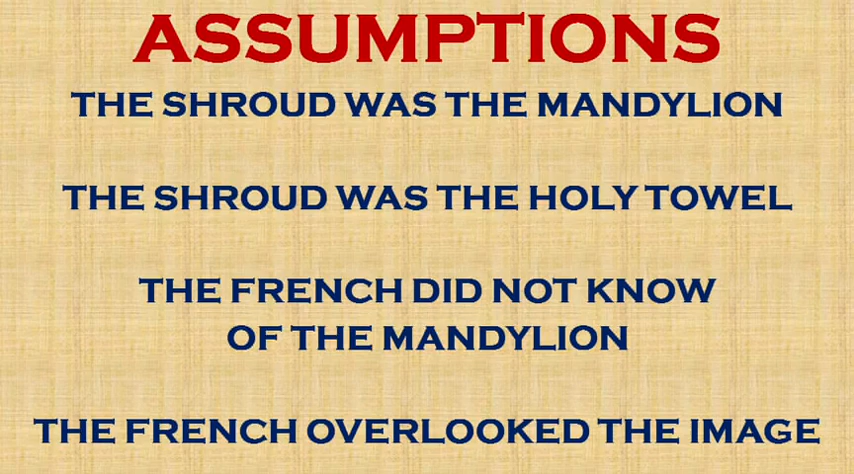 ASSUMPTIONS
THE SHROUD WAS THE MANDYLION
THE SHROUD WAS THE HOLY TOWEL
THE FRENCH DID NOT KNOW
OF THE MANDYLION
THE FRENCH OVERLOOKED THE IMAGE